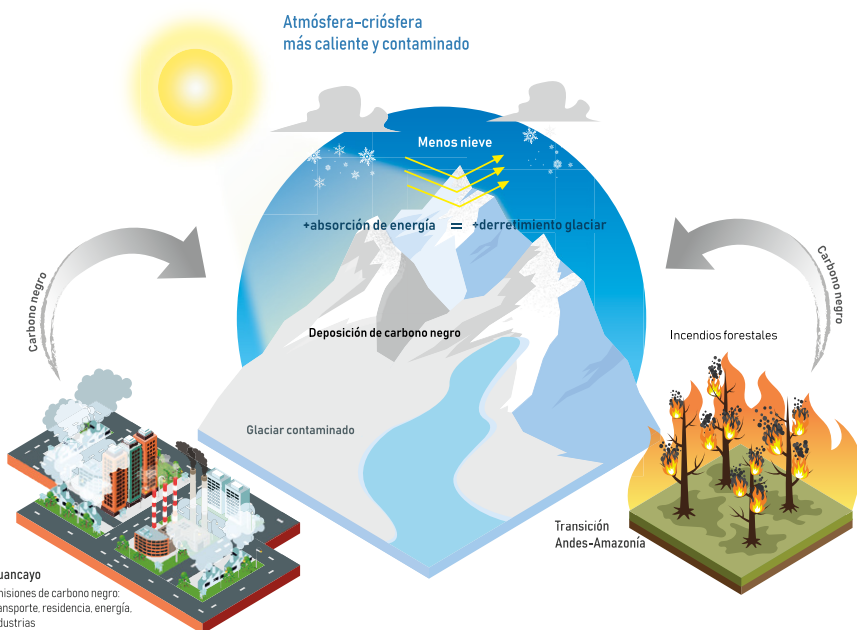 Atmósfera-criósfera
más caliente y contaminado
Menos nieve
+absorción de energía = +derretimiento glaciar
Carbono negro
Carbono negro
Deposición de carbono negro
Incendios forestales
Glaciar contaminado
Transición
Andes-Amazonía
uancayo
nisiones de carbono negro:
ansporte, residencia, energía,
dustrias